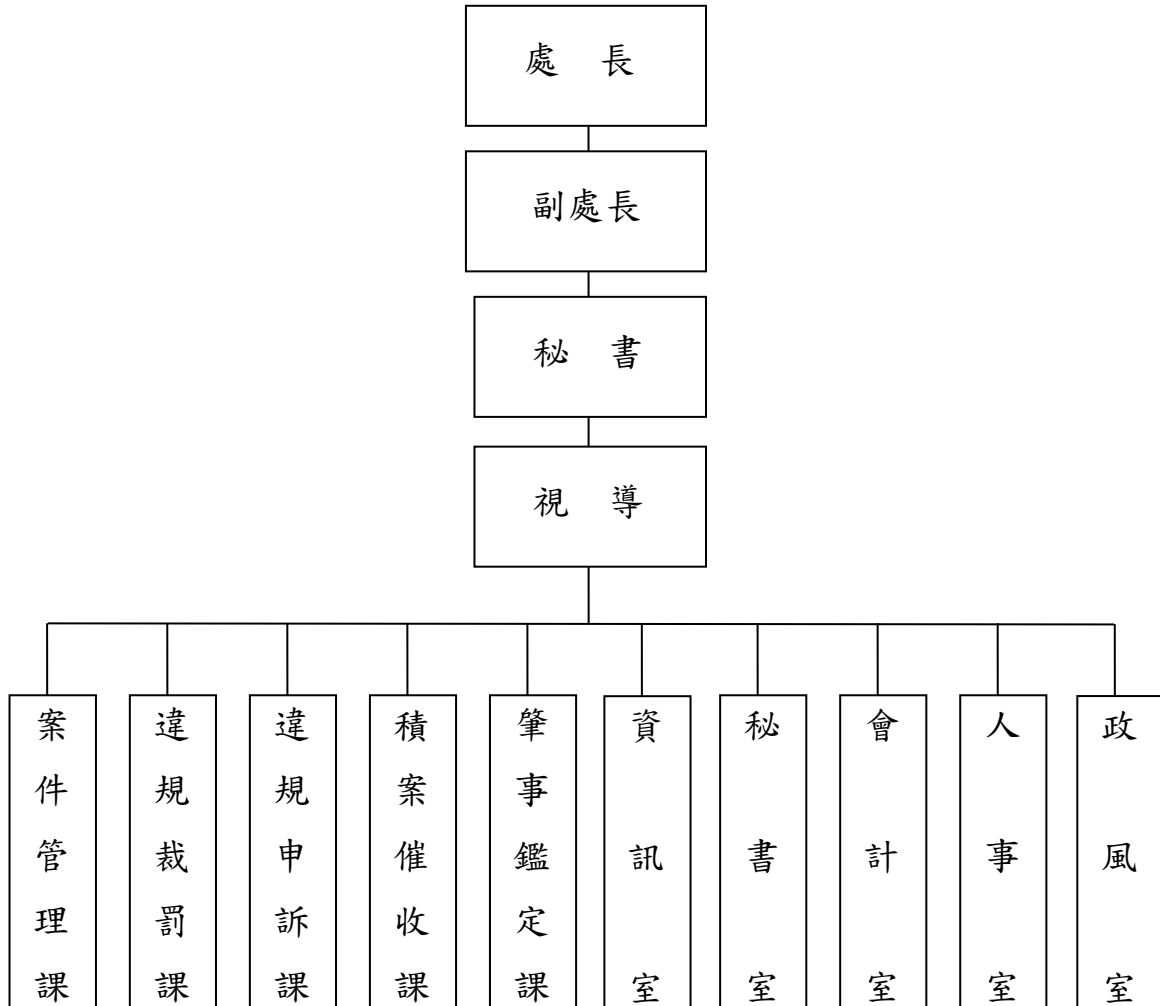 處 長
副處長
秘 書
視 導
案件管理課
違規裁罰課
違規申訴課
積案催收課
肇事鑑定課
資訊室
秘書室
會計室
人事室
政風室